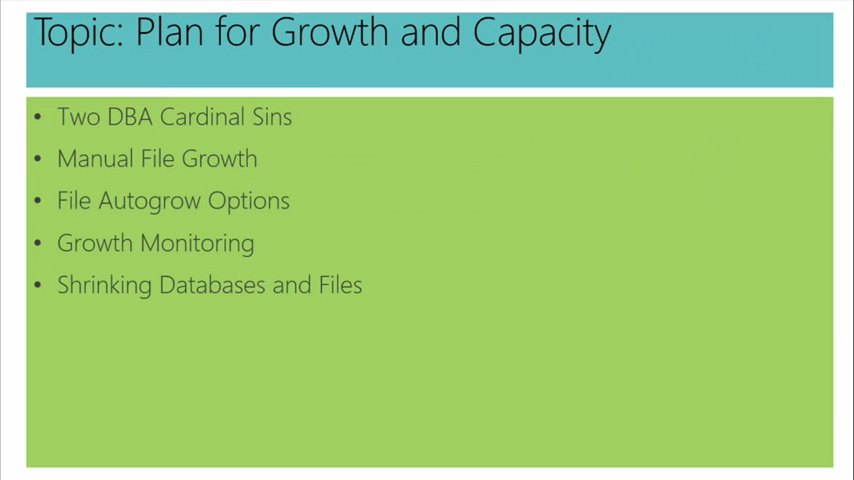 Topic: Plan for Growth and Capacity
• Two DBA Cardinal Sins
• Manual File Growth
• File Autogrow Options
• Growth Monitoring
• Shrinking Databases and Files